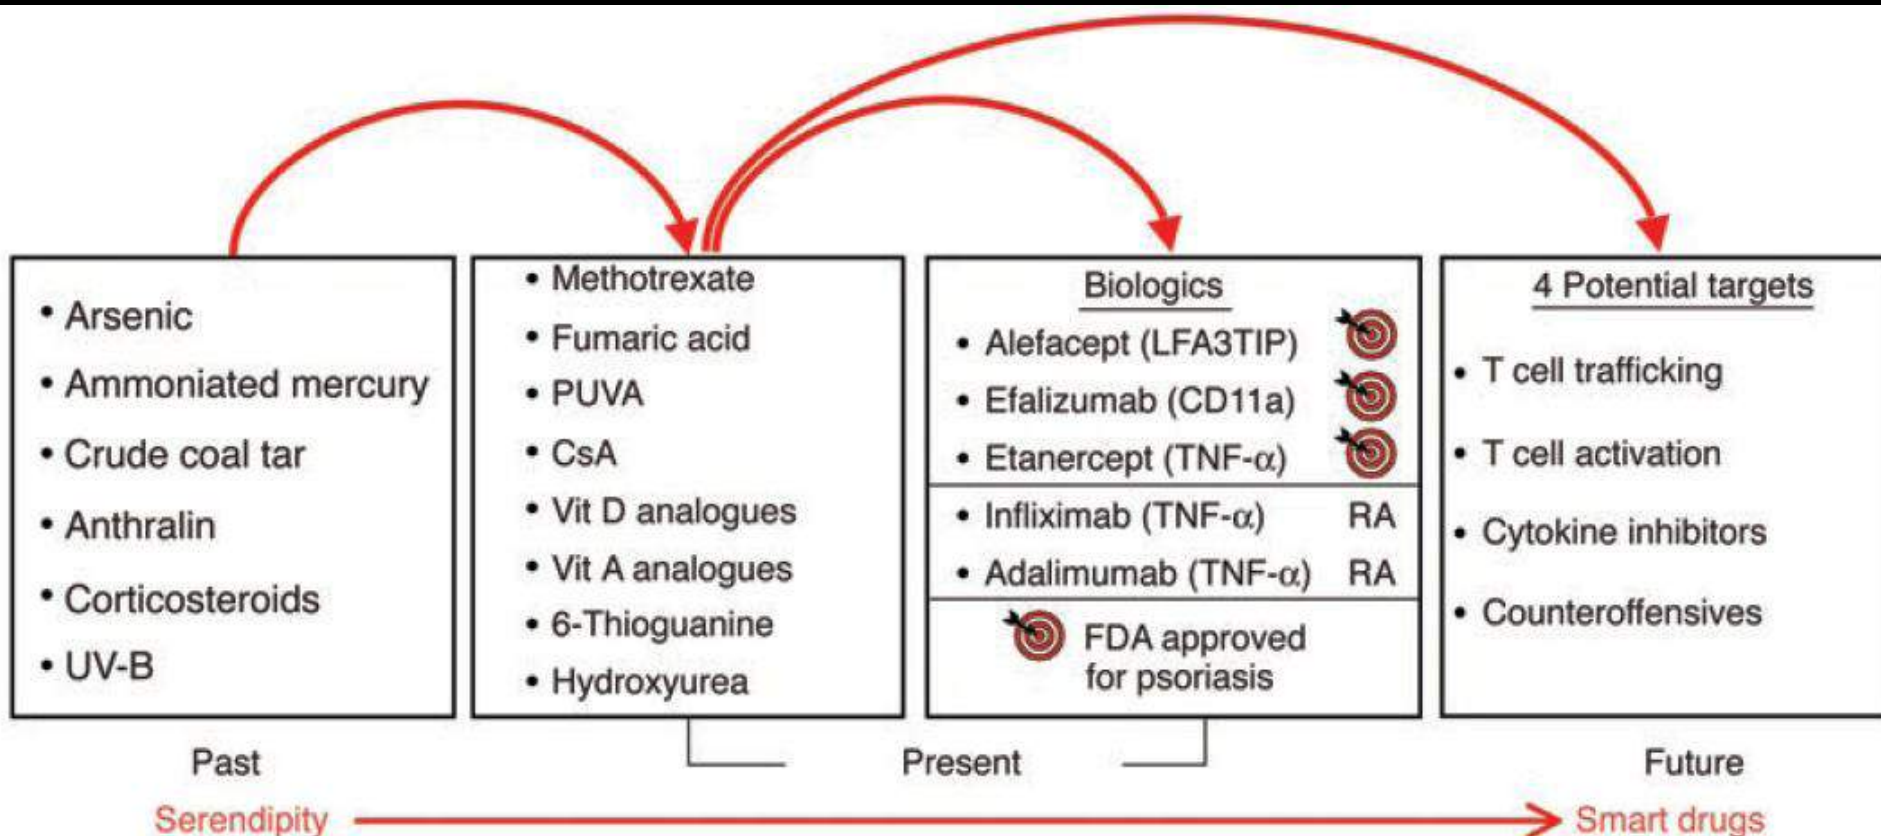 • Arsenic
• Ammoniated mercury
• Crude coal tar
• Anthralin
• Corticosteroids
• UV-B
• Methotrexate
• Fumaric acid
• PUVA
• CsA
• Vit D analogues
• Vit A analogues
• 6-Thioguanine
• Hydroxyurea
Biologics
• Alefacept (LFA3TIP)
• Efalizumab (CD11a)
• Etanercept (TNF-α)
• Infliximab (TNF-α) RA
• Adalimumab (TNF-α) RA
FDA approved
for psoriasis
4 Potential targets
• T cell trafficking
• T cell activation
• Cytokine inhibitors
• Counteroffensives
Past
Present
Future
Serendipity
Smart drugs